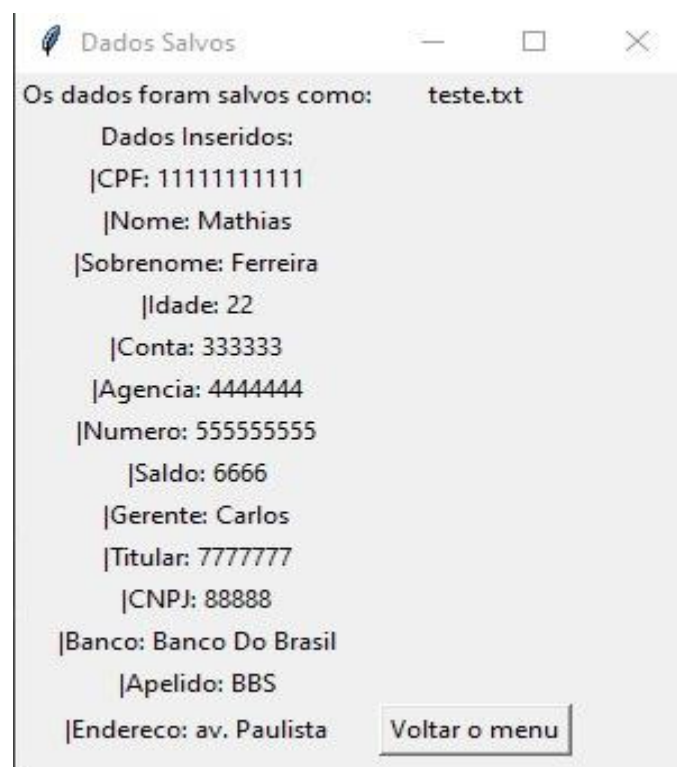 Dados Salvos
Os dados foram salvos como: teste.txt
Dados Inseridos:
|CPF: 11111111111
|Nome: Mathias
|Sobrenome: Ferreira
|Idade: 22
|Conta: 333333
|Agencia: 4444444
|Numero: 555555555
|Saldo: 6666
|Gerente: Carlos
|Titular: 7777777
|CNPJ: 88888
|Banco: Banco Do Brasil
|Apelido: BBS
|Endereco: av. Paulista Voltar o menu